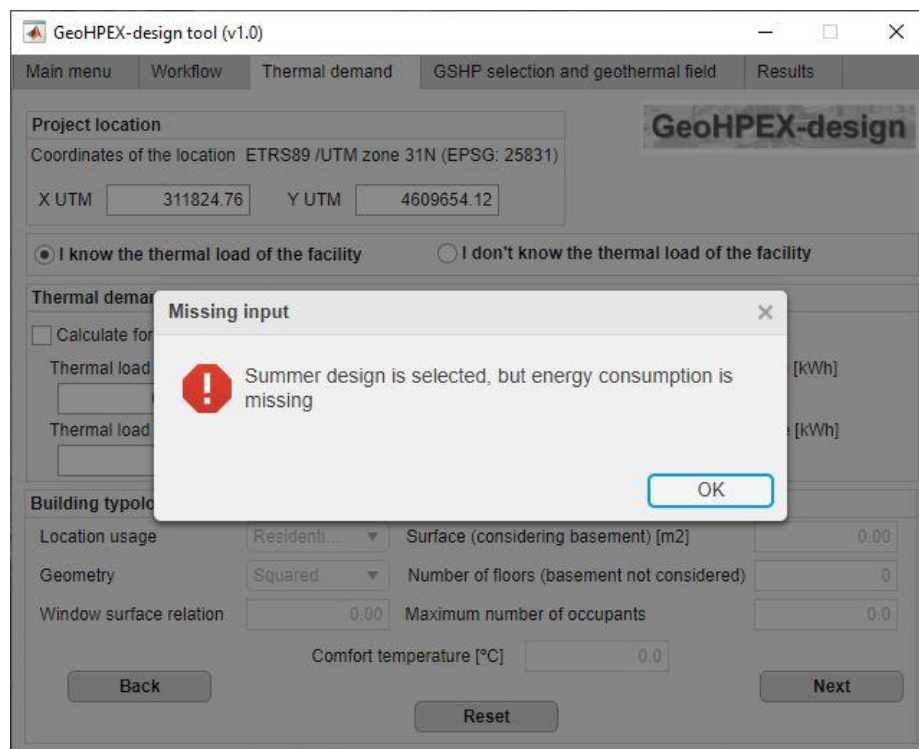 GeoHPEX-design tool (v1.0)
Main menu Workflow Thermal demand GSHP selection and geothermal field Results
Project location
GeoHPEX-design
Coordinates of the location ETRS89 /UTM zone 31N (EPSG: 25831)
X UTM 311824.76 Y UTM 4609654.12
I know the thermal load of the facility I don't know the thermal load of the facility
Thermal demar
Calculate for
Thermal load [kWh]
Thermal load [kWh]
Missing input
Summer design is selected, but energy consumption is
missing
OK
Building typolo
Location usage Residenti... Surface (considering basement) [m2] 0.00
Geometry Squared Number of floors (basement not considered) 0
Window surface relation 0.00 Maximum number of occupants 0.0
Comfort temperature [°C] 0.0
Back Next
Reset